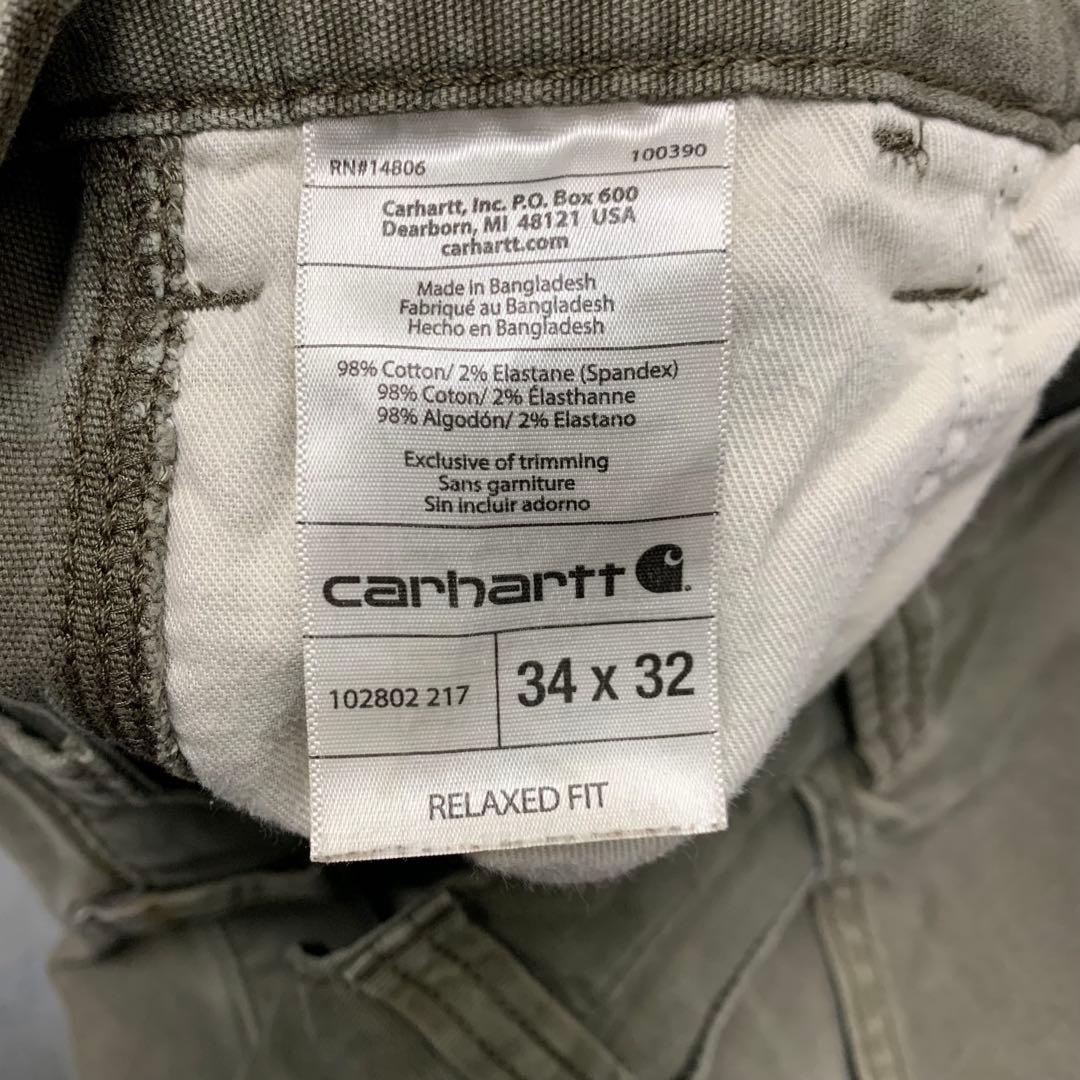 RN#14806 100390
Carhartt, Inc. P.O. Box 600
Dearborn, MI 48121 USA
carhartt.com
Made in Bangladesh
Fabriqué au Bangladesh
Hecho en Bangladesh
98% Cotton/ 2% Elastane (Spandex)
98% Coton/ 2% Élasthanne
98% Algodón/ 2% Elastano
Exclusive of trimming
Sans garniture
Sin incluir adorno
carhartt
102802 217 34 x 32
RELAXED FIT